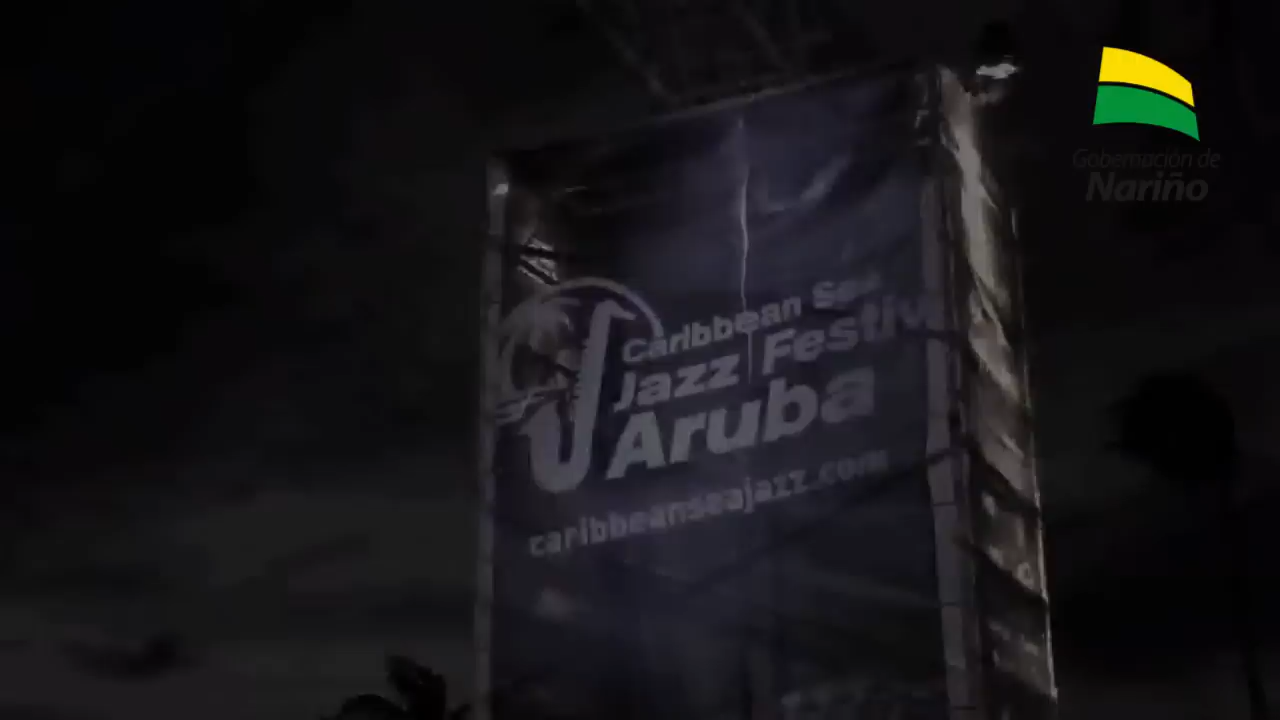 Gobernación de
Nariño
Caribbean Sea
Jazz Festiv
Aruba
caribbeanseajazz.com